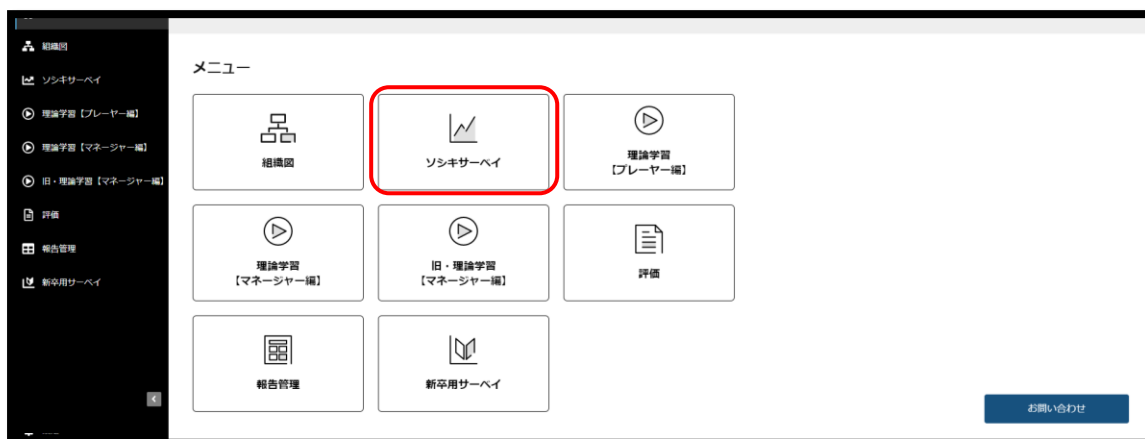 組織図
ソシキサーベイ
理論学習【プレーヤー編】
理論学習【マネージャー編】
旧・理論学習【マネージャー編】
評価
報告管理
新卒用サーベイ
メニュー
組織図
ソシキサーベイ
理論学習
【プレーヤー編】
理論学習
【マネージャー編】
旧・理論学習
【マネージャー編】
評価
報告管理
新卒用サーベイ
お問い合わせ